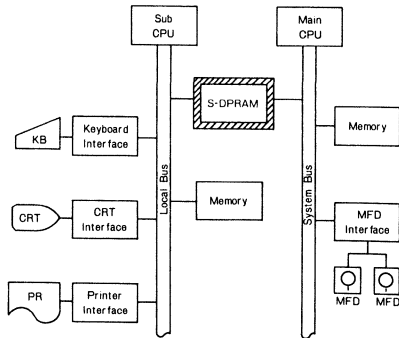 Sub
CPU
Main
CPU
S-DPRAM
KB
Keyboard
Interface
Memory
Local Bus
Memory
System Bus
CRT
CRT
Interface
MFD
Interface
PR
Printer
Interface
MFD
MFD